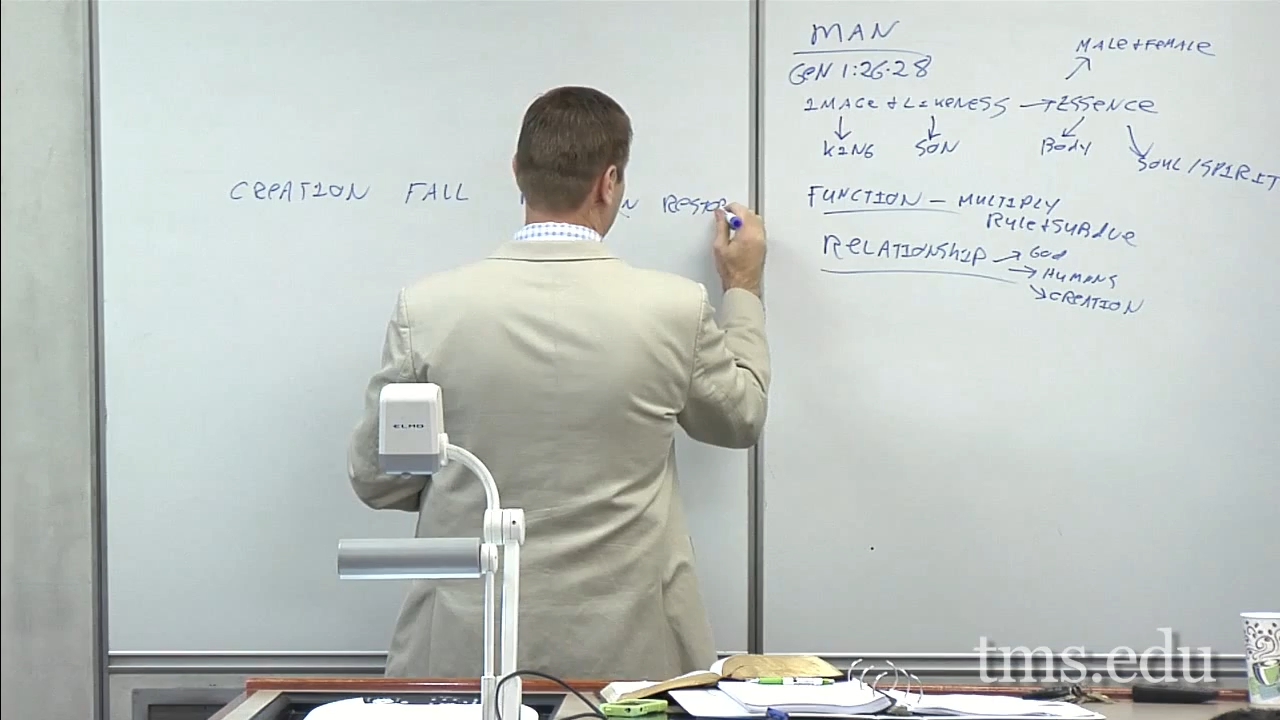 CREATION FALL RESTOR
MAN
GEN 1:26-28
MALE + FEMALE
IMAGE + LIKENESS → ESSENCE
KING SON BODY SOUL / SPIRIT
FUNCTION – MULTIPLY
RULE + SUBDUE
RELATIONSHIP → GOD
→ HUMANS
→ CREATION
ELMO
tms.edu